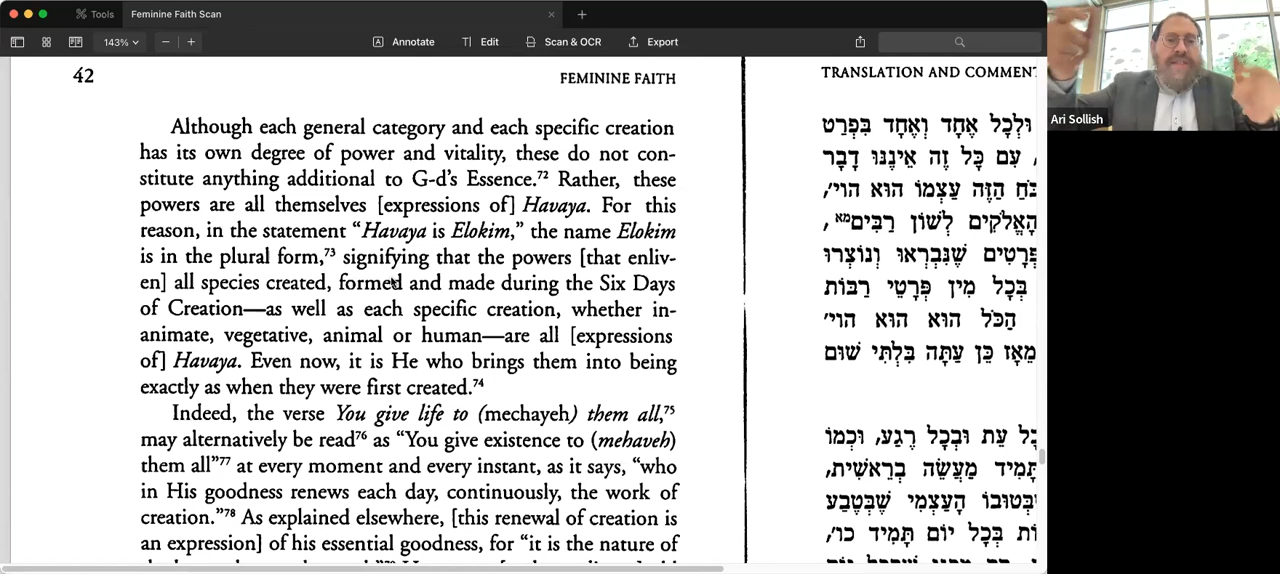 Tools
Feminine Faith Scan
143%
Annotate
Edit
Scan & OCR
Export
42
FEMININE FAITH
Although each general category and each specific creation
has its own degree of power and vitality, these do not con-
stitute anything additional to G-d's Essence.72 Rather, these
powers are all themselves [expressions of] Havaya. For this
reason, in the statement “Havaya is Elokim,” the name Elokim
is in the plural form,73 signifying that the powers [that enliv-
en] all species created, formed and made during the Six Days
of Creation—as well as each specific creation, whether in-
animate, vegetative, animal or human—are all [expressions
of] Havaya. Even now, it is He who brings them into being
exactly as when they were first created.74
Indeed, the verse You give life to (mechayeh) them all,75
may alternatively be read76 as “You give existence to (mehaveh)
them all”77 at every moment and every instant, as it says, “who
in His goodness renews each day, continuously, the work of
creation.”78 As explained elsewhere, [this renewal of creation is
an expression] of his essential goodness, for “it is the nature of
TRANSLATION AND COMMENT
וּלְכָל אֶחָד וְאֶחָד בִּפְרַט
, עִם כָּל זֶה אֵינֶנּוּ דָבָר
כֹּחַ הַזֶּה עַצְמוֹ הוּא הוי',
הָאֱלֹקִים לְשׁוֹן רַבִּיםמא,
פְּרָטִים שֶׁנִּבְרְאוּ וְנוֹצְרוּ
בְּכָל מִין פְּרָטֵי רַבּוֹת
הַכֹּל הוּא הוּא הוי'
מֵאָז כֵּן עַתָּה בִּלְתִּי שׁוּם
כָל עֵת וּבְכָל רֶגַע, וּכְמוֹ
תָּמִיד מַעֲשֵׂה בְרֵאשִׁית,
בְּטוּבוֹ הָעַצְמִי שֶׁבְּטֶבַע
וֹת בְּכָל יוֹם תָּמִיד כו',
Ari Sollish